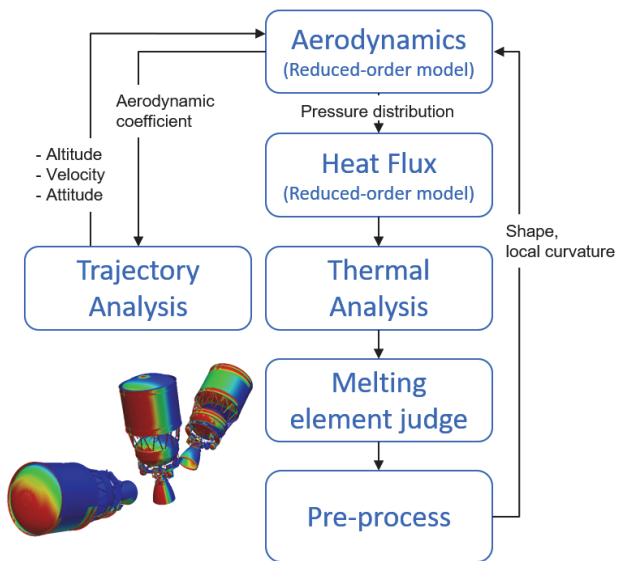 Aerodynamics
(Reduced-order model)
Aerodynamic
coefficient
Pressure distribution
- Altitude
- Velocity
- Attitude
Heat Flux
(Reduced-order model)
Shape,
local curvature
Trajectory
Analysis
Thermal
Analysis
Melting
element judge
Pre-process